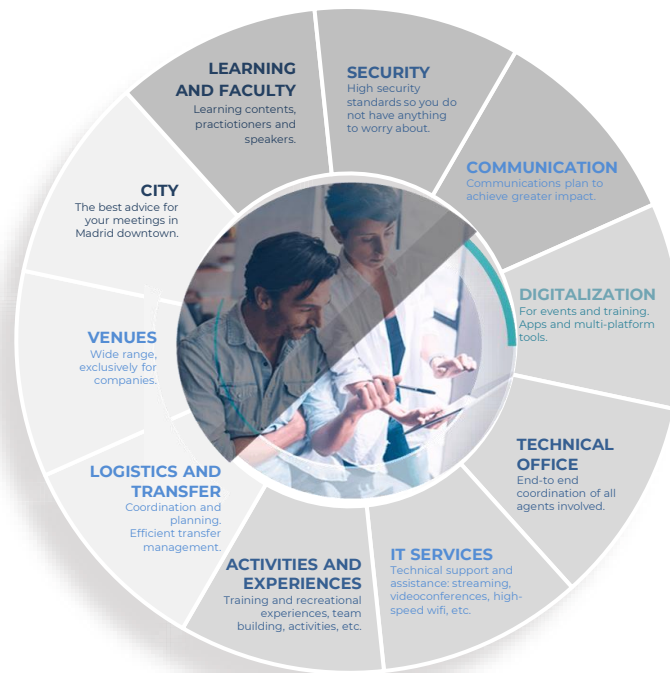 LEARNING
AND FACULTY
Learning contents,
practiotioners and
speakers.
SECURITY
High security
standards so you do
not have anything
to worry about.
COMMUNICATION
Communications plan to
achieve greater impact.
DIGITALIZATION
For events and training.
Apps and multi-platform
tools.
TECHNICAL
OFFICE
End-to end
coordination of all
agents involved.
IT SERVICES
Technical support and
assistance: streaming,
videoconferences, high-
speed wifi, etc.
ACTIVITIES AND
EXPERIENCES
Training and recreational
experiences, team
building, activities, etc.
LOGISTICS AND
TRANSFER
Coordination and
planning.
Efficient transfer
management.
VENUES
Wide range,
exclusively for
companies.
CITY
The best advice for
your meetings in
Madrid downtown.